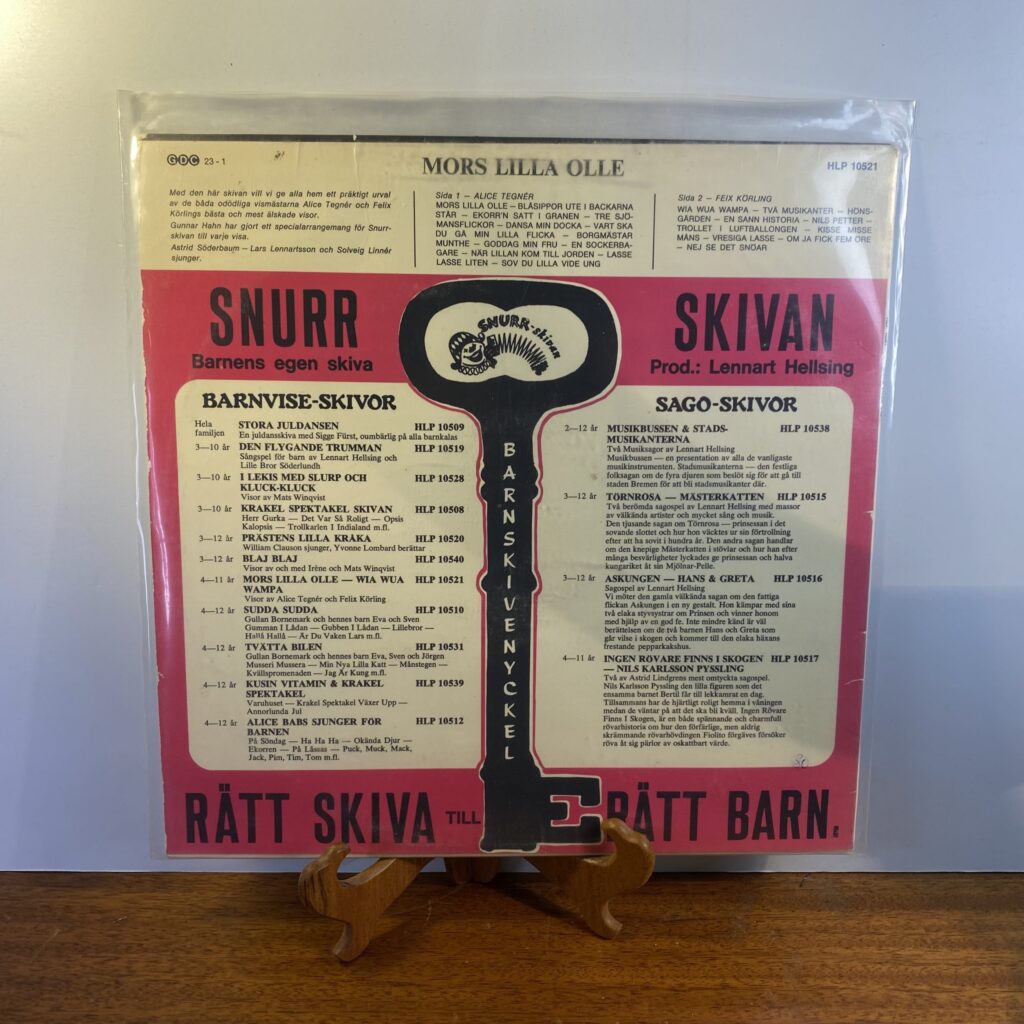 GDC 23-1
MORS LILLA OLLE
HLP 10521
Med den här skivan vill vi ge alla hem ett präktigt urval
av de båda odödliga vismästarna Alice Tegnér och Felix
Körlings bästa och mest älskade visor.
Gunnar Hahn har gjort ett specialarrangemang för Snurr-
skivan till varje visa.
Astrid Söderbaum – Lars Lennartsson och Solveig Linnér
sjunger.
Sida 1 – ALICE TEGNÉR
MORS LILLA OLLE – BLÅSIPPOR UTE I BACKARNA
STÅR – EKORR'N SATT I GRANEN – TRE SJÖ-
MANSFLICKOR – DANSA MIN DOCKA – VART SKA
DU GÅ MIN LILLA FLICKA – BORGMÄSTAR
MUNTHE – GODDAG MIN FRU – EN SOCKERBA-
GARE – NÄR LILLAN KOM TILL JORDEN – LASSE
LASSE LITEN – SOV DU LILLA VIDE UNG
Sida 2 – FEIX KÖRLING
WIA WUA WAMPA – TVÅ MUSIKANTER – HÖNS-
GÅRDEN – EN SANN HISTORIA – NILS PETTER –
TROLLET I LUFTBALLONGEN – KISSE MISSE
MÅNS – VRESIGA LASSE – OM JA FICK FEM ÖRE
– NEJ SE DET SNÖAR
SNURR SKIVAN
Barnens egen skiva
Prod.: Lennart Hellsing
SNURR-skivan
BARNSKIVENYCKEL
BARNVISE-SKIVOR
Hela familjen STORA JULDANSEN HLP 10509
En juldansskiva med Sigge Fürst, oumbärlig på alla barnkalas
3—10 år DEN FLYGANDE TRUMMAN HLP 10519
Sångspel för barn av Lennart Hellsing och
Lille Bror Söderlundh
3—10 år I LEKIS MED SLURP OCH HLP 10528
KLUCK-KLUCK
Visor av Mats Winqvist
3—10 år KRAKEL SPEKTAKEL SKIVAN HLP 10508
Herr Gurka — Det Var Så Roligt — Opsis
Kalopsis — Trollkarlen I Indialand m.fl.
3—12 år PRÄSTENS LILLA KRÅKA HLP 10520
William Clauson sjunger, Yvonne Lombard berättar
3—12 år BLAJ BLAJ HLP 10540
Visor av och med Irène och Mats Winqvist
4—11 år MORS LILLA OLLE — WIA WUA HLP 10521
WAMPA
Visor av Alice Tegnér och Felix Körling
4—12 år SUDDA SUDDA HLP 10510
Gullan Bornemark och hennes barn Eva och Sven
Gumman I Lådan — Gubben I Lådan — Lillebror —
Hallå Hallå — Är Du Vaken Lars m.fl.
4—12 år TVÄTTA BILEN HLP 10531
Gullan Bornemark och hennes barn Eva, Sven och Jörgen
Musseri Mussera — Min Nya Lilla Katt — Månstegen —
Kvällspromenaden — Jag Är Kung m.fl.
4—12 år KUSIN VITAMIN & KRAKEL HLP 10539
SPEKTAKEL
Varuhuset — Krakel Spektakel Växer Upp —
Annorlunda Jul
4—12 år ALICE BABS SJUNGER FÖR HLP 10512
BARNEN
På Söndag — Ha Ha Ha — Okända Djur —
Ekorren — På Låssas — Puck, Muck, Mack,
Jack, Pim, Tim, Tom m.fl.
SAGO-SKIVOR
2—12 år MUSIKBUSSEN & STADS- HLP 10538
MUSIKANTERNA
Två Musiksagor av Lennart Hellsing
Musikbussen — en presentation av alla de vanligaste
musikinstrumenten. Stadsmusikanterna — den festliga
folksagan om de fyra djuren som beslöt sig för att gå till
staden Bremen för att bli stadsmusikanter där.
3—12 år TÖRNROSA — MÄSTERKATTEN HLP 10515
Två berömda sagospel av Lennart Hellsing med massor
av välkända artister och mycket sång och musik.
Den tjusande sagan om Törnrosa — prinsessan i det
sovande slottet och hur hon väcktes ur sin förtrollning
efter att ha sovit i hundra år. Den andra sagan handlar
om den knepige Mästerkatten i stövlar och hur han efter
många besvärligheter lyckades ge prinsessan och halva
kungariket åt sin Mjölnar-Pelle.
3—12 år ASKUNGEN — HANS & GRETA HLP 10516
Sagospel av Lennart Hellsing
Vi möter den gamla välkända sagan om den fattiga
flickan Askungen i en ny gestalt. Hon kämpar med sina
två elaka styvsystrar om Prinsen och vinner honom
med hjälp av en god fe. Inte mindre känd är väl
berättelsen om de två barnen Hans och Greta som
går vilse i skogen och kommer till den elaka häxans
frestande pepparkakshus.
4—11 år INGEN RÖVARE FINNS I SKOGEN HLP 10517
— NILS KARLSSON PYSSLING
Två av Astrid Lindgrens mest omtyckta sagospel.
Nils Karlsson Pyssling den lilla figuren som det
ensamma barnet Bertil får till lekkamrat en dag.
Tillsammans har de hjärtligt roligt hemma i våningen
medan de väntar på att det ska bli kväll. Ingen Rövare
Finns I Skogen, är en både spännande och charmfull
rövarhistoria om hur den förfärlige, men aldrig
skrämmande rövarhövdingen Fiolito förgäves försöker
röva åt sig pärlor av oskattbart värde.
RÄTT SKIVA TILL RÄTT BARN.